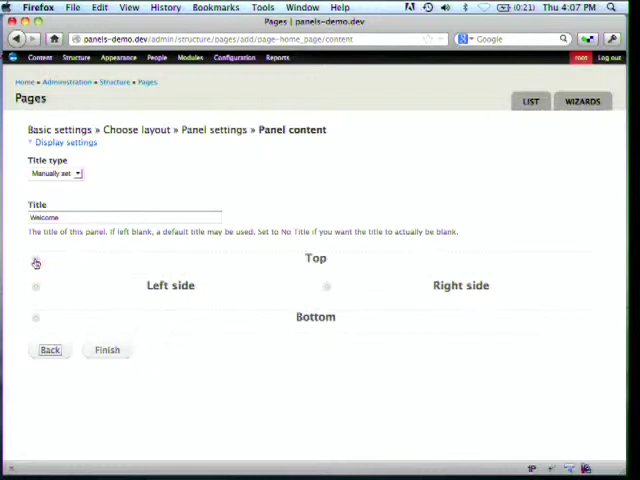 Firefox File Edit View History Bookmarks Tools Window Help (0:21) Thu 4:07 PM
Pages | panels-demo.dev
panels-demo.dev/admin/structure/pages/add/page-home_page/content Google
Content Structure Appearance People Modules Configuration Reports root Log out
Home » Administration » Structure » Pages
Pages LIST WIZARDS
Basic settings » Choose layout » Panel settings » Panel content
Display settings
Title type
Manually set
Title
Welcome
The title of this panel. If left blank, a default title may be used. Set to No Title if you want the title to actually be blank.
Top
Left side Right side
Bottom
Back Finish